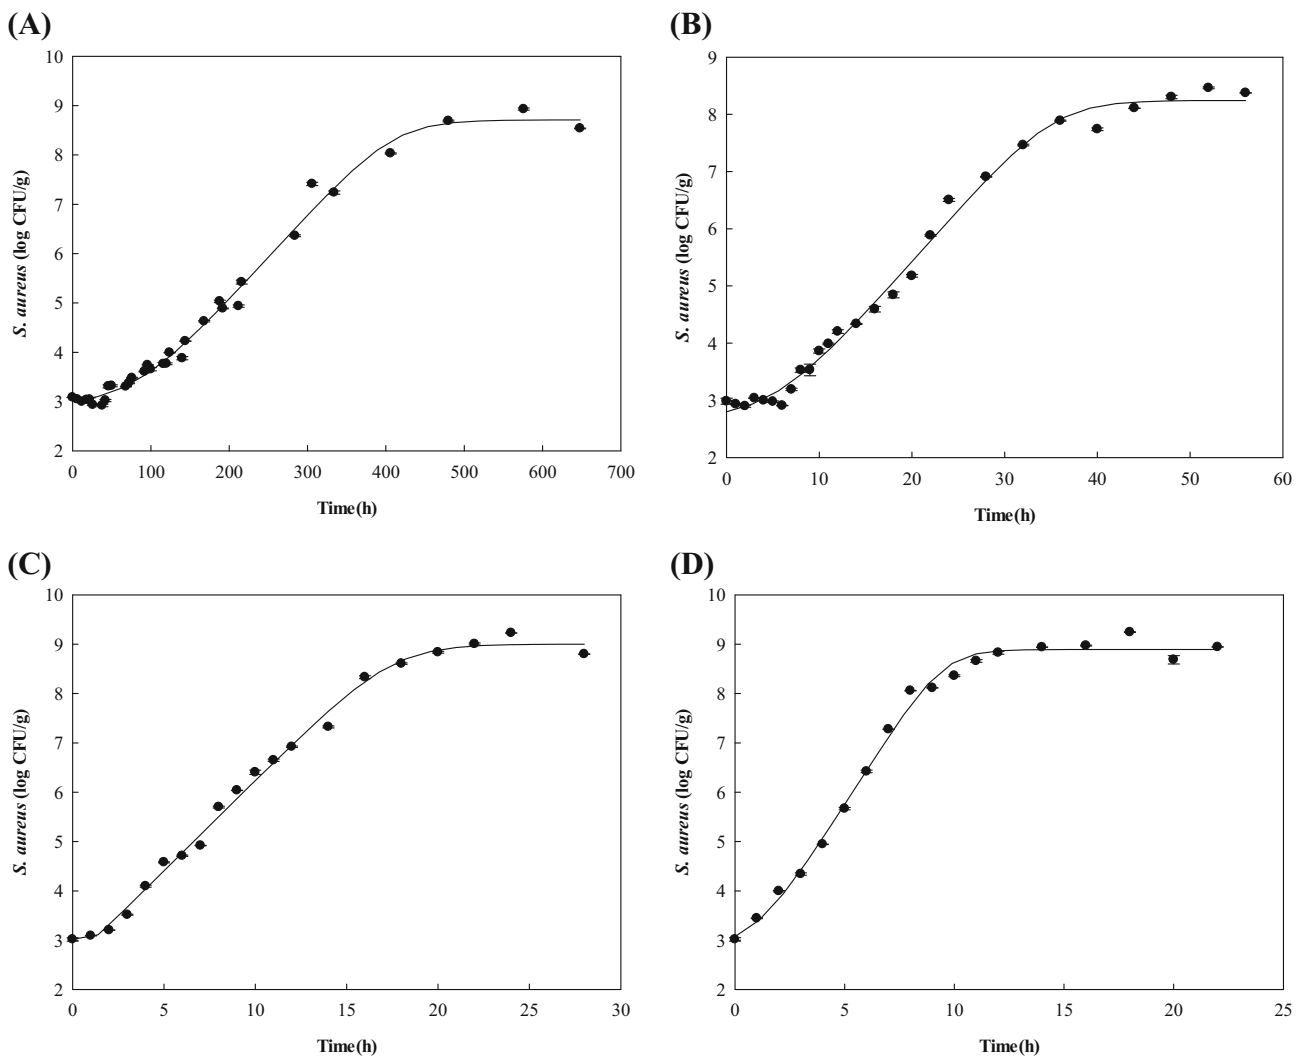 (A)
10
9
8
7
6
5
4
3
2
S. aureus (log CFU/g)
0 100 200 300 400 500 600 700
Time(h)
(B)
9
8
7
6
5
4
3
2
S. aureus (log CFU/g)
0 10 20 30 40 50 60
Time(h)
(C)
10
9
8
7
6
5
4
3
2
S. aureus (log CFU/g)
0 5 10 15 20 25 30
Time(h)
(D)
10
9
8
7
6
5
4
3
2
S. aureus (log CFU/g)
0 5 10 15 20 25
Time(h)